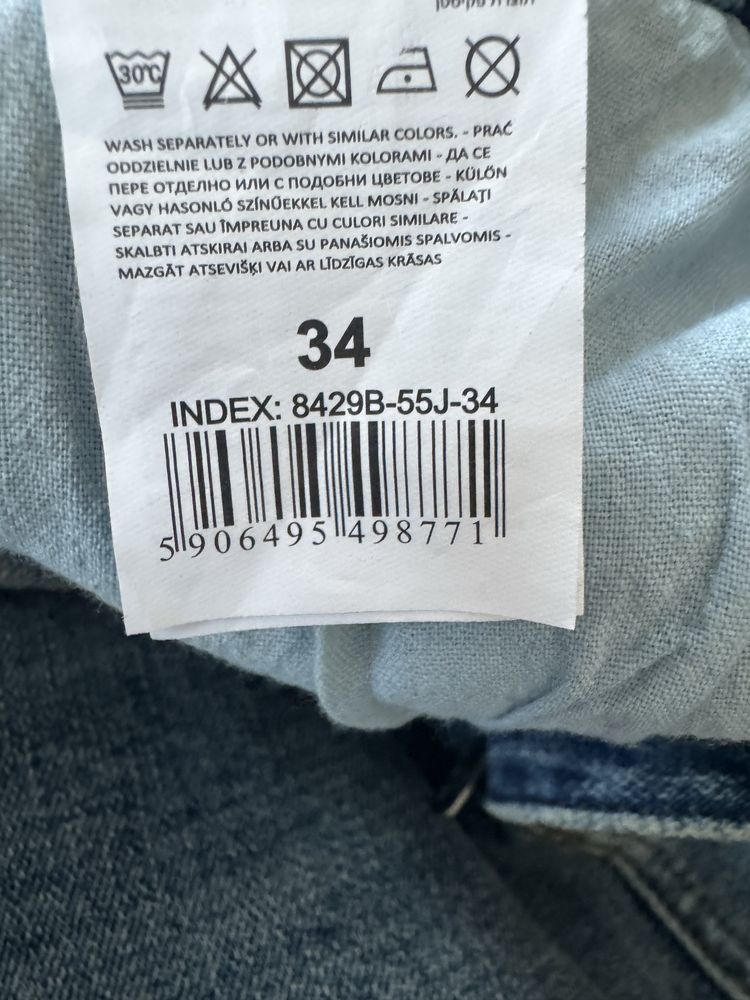 30°C
WASH SEPARATELY OR WITH SIMILAR COLORS. - PRAĆ
ODDZIELNIE LUB Z PODOBNYMI KOLORAMI - ДА СЕ
ПЕРЕ ОТДЕЛНО ИЛИ С ПОДОБНИ ЦВЕТОВЕ - KÜLÖN
VAGY HASONLÓ SZÍNŰEKKEL KELL MOSNI - SPĂLAȚI
SEPARAT SAU ÎMPREUNA CU CULORI SIMILARE -
SKALBTI ATSKIRAI ARBA SU PANAŠIOMIS SPALVOMIS -
MAZGĀT ATSEVIŠĶI VAI AR LĪDZĪGAS KRĀSAS
34
INDEX: 8429B-55J-34
5 906495 498771